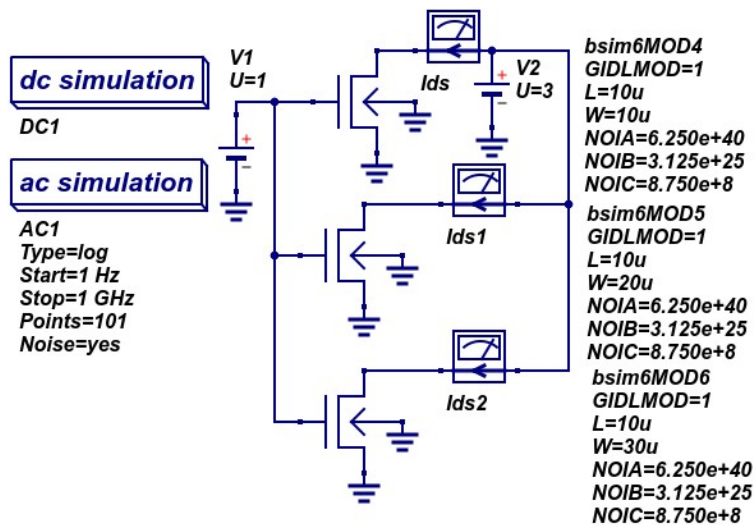 dc simulation
DC1
ac simulation
AC1
Type=log
Start=1 Hz
Stop=1 GHz
Points=101
Noise=yes
V1
U=1
+
−
Ids
V2
U=3
+
−
Ids1
Ids2
bsim6MOD4
GIDLMOD=1
L=10u
W=10u
NOIA=6.250e+40
NOIB=3.125e+25
NOIC=8.750e+8
bsim6MOD5
GIDLMOD=1
L=10u
W=20u
NOIA=6.250e+40
NOIB=3.125e+25
NOIC=8.750e+8
bsim6MOD6
GIDLMOD=1
L=10u
W=30u
NOIA=6.250e+40
NOIB=3.125e+25
NOIC=8.750e+8